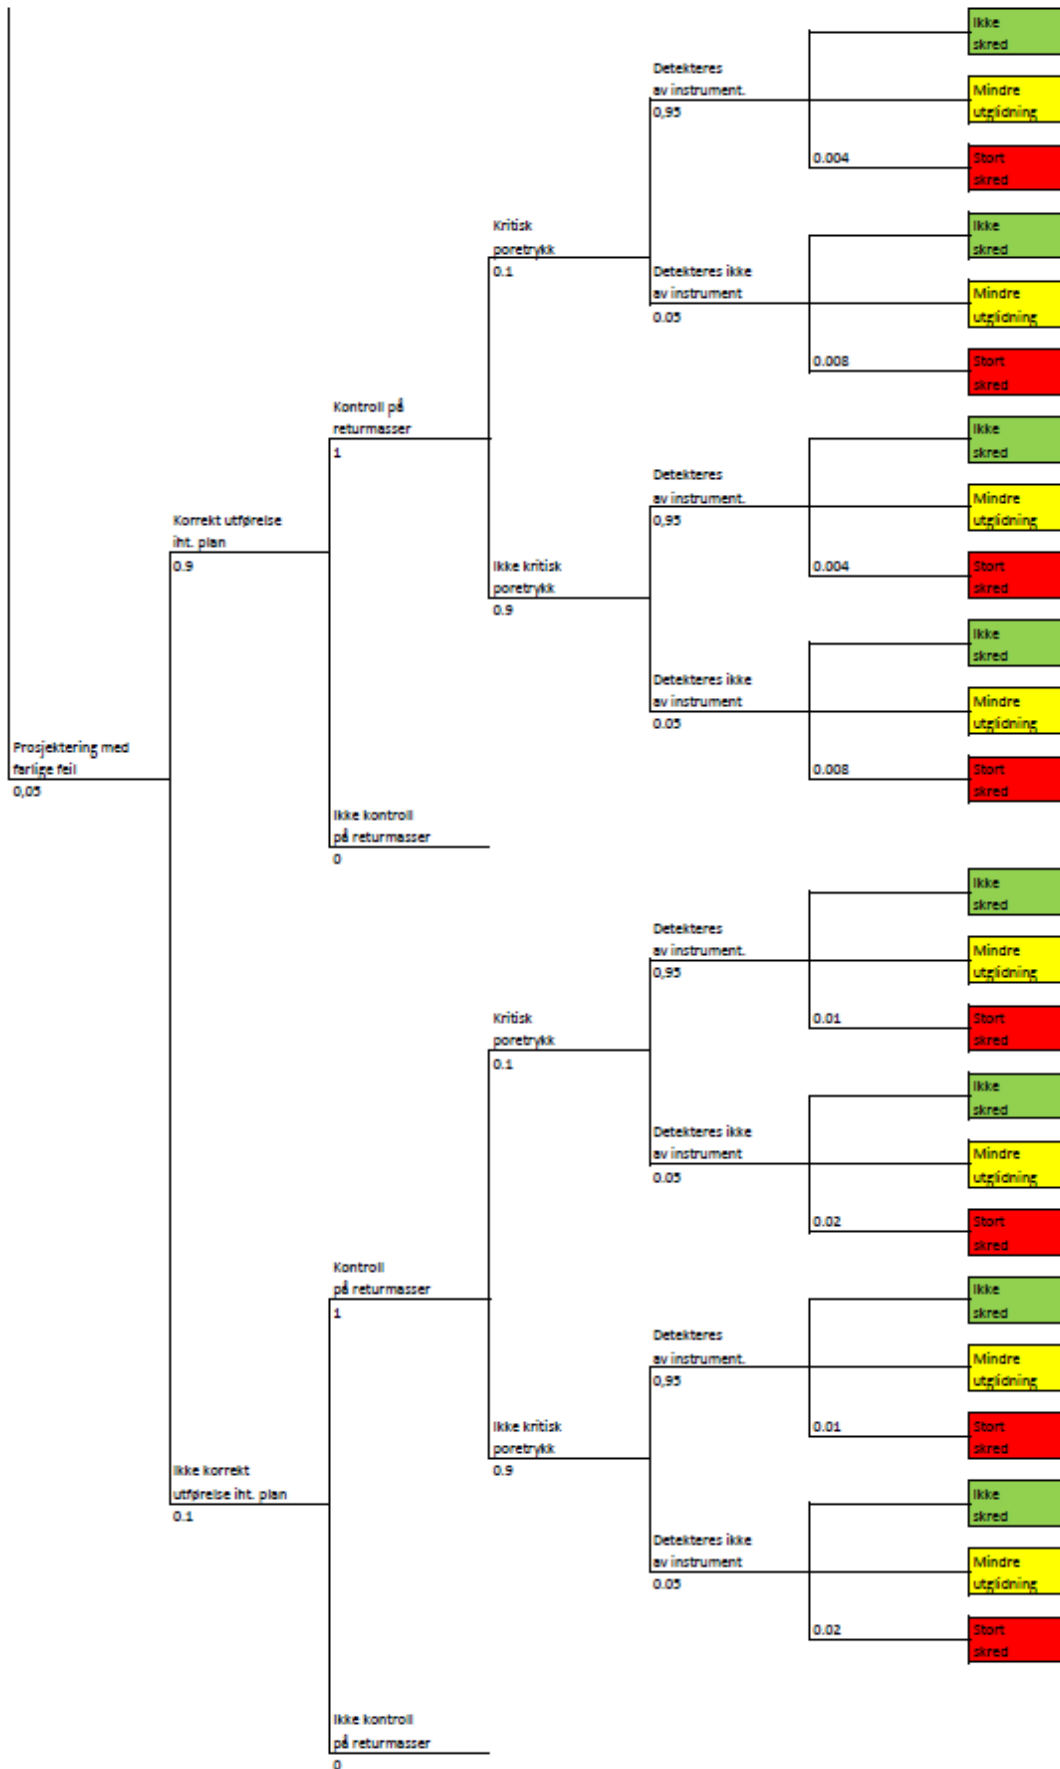 Ikke
skred
Detekteres
av instrument.
0,95
Mindre
utglidning
0.004
Stort
skred
Kritisk
poretrykk
0.1
Ikke
skred
Detekteres ikke
av instrument
0.05
Mindre
utglidning
0.008
Stort
skred
Kontroll på
returmasser
1
Ikke
skred
Detekteres
av instrument.
0,95
Mindre
utglidning
Korrekt utførelse
iht. plan
0.9
0.004
Stort
skred
Ikke kritisk
poretrykk
0.9
Ikke
skred
Detekteres ikke
av instrument
0.05
Mindre
utglidning
Prosjektering med
farlige feil
0,05
0.008
Stort
skred
Ikke kontroll
på returmasser
0
Ikke
skred
Detekteres
av instrument.
0,95
Mindre
utglidning
0.01
Stort
skred
Kritisk
poretrykk
0.1
Ikke
skred
Detekteres ikke
av instrument
0.05
Mindre
utglidning
0.02
Stort
skred
Kontroll
på returmasser
1
Ikke
skred
Detekteres
av instrument.
0,95
Mindre
utglidning
0.01
Stort
skred
Ikke kritisk
poretrykk
0.9
Ikke korrekt
utførelse iht. plan
0.1
Ikke
skred
Detekteres ikke
av instrument
0.05
Mindre
utglidning
0.02
Stort
skred
Ikke kontroll
på returmasser
0